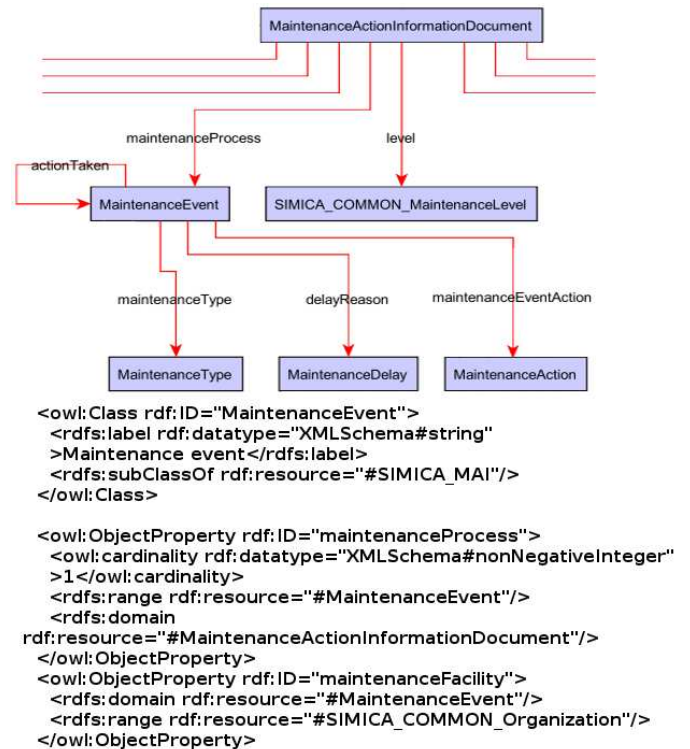 MaintenanceActionInformationDocument
maintenanceProcess
level
actionTaken
MaintenanceEvent
SIMICA_COMMON_MaintenanceLevel
maintenanceType
delayReason
maintenanceEventAction
MaintenanceType
MaintenanceDelay
MaintenanceAction
<owl:Class rdf:ID="MaintenanceEvent">
<rdfs:label rdf:datatype="XMLSchema#string"
>Maintenance event</rdfs:label>
<rdfs:subClassOf rdf:resource="#SIMICA_MAI"/>
</owl:Class>
<owl:ObjectProperty rdf:ID="maintenanceProcess">
<owl:cardinality rdf:datatype="XMLSchema#nonNegativeInteger"
>1</owl:cardinality>
<rdfs:range rdf:resource="#MaintenanceEvent"/>
<rdfs:domain
rdf:resource="#MaintenanceActionInformationDocument"/>
</owl:ObjectProperty>
<owl:ObjectProperty rdf:ID="maintenanceFacility">
<rdfs:domain rdf:resource="#MaintenanceEvent"/>
<rdfs:range rdf:resource="#SIMICA_COMMON_Organization"/>
</owl:ObjectProperty>